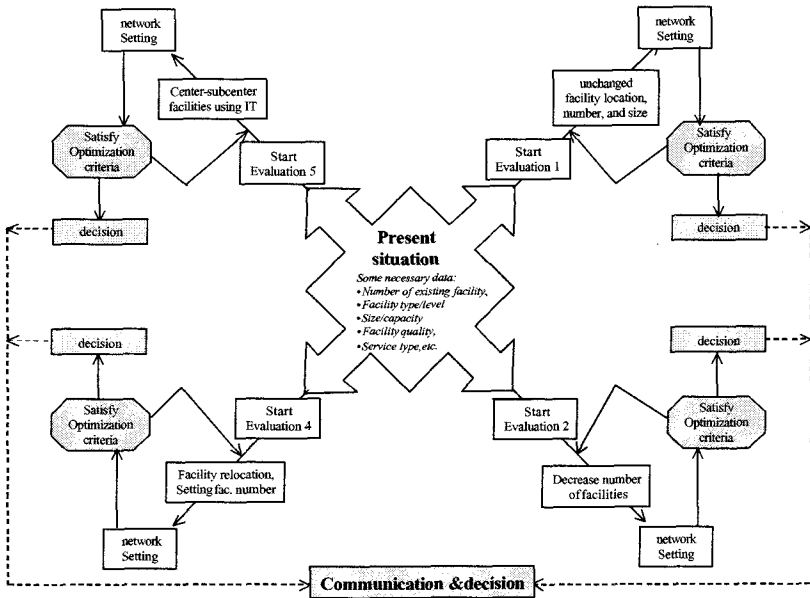 network
Setting
Center-subcenter
facilities using IT
Satisfy
Optimization
criteria
Start
Evaluation 5
decision
network
Setting
unchanged
facility location,
number, and size
Start
Evaluation 1
Satisfy
Optimization
criteria
decision
Present
situation
Some necessary data:
•Number of existing facility,
•Facility type/level
•Size/capacity
•Facility quality,
•Service type,etc.
decision
Satisfy
Optimization
criteria
Start
Evaluation 4
Facility relocation,
Setting fac. number
network
Setting
decision
Start
Evaluation 2
Satisfy
Optimization
criteria
Decrease number
of facilities
network
Setting
Communication &decision